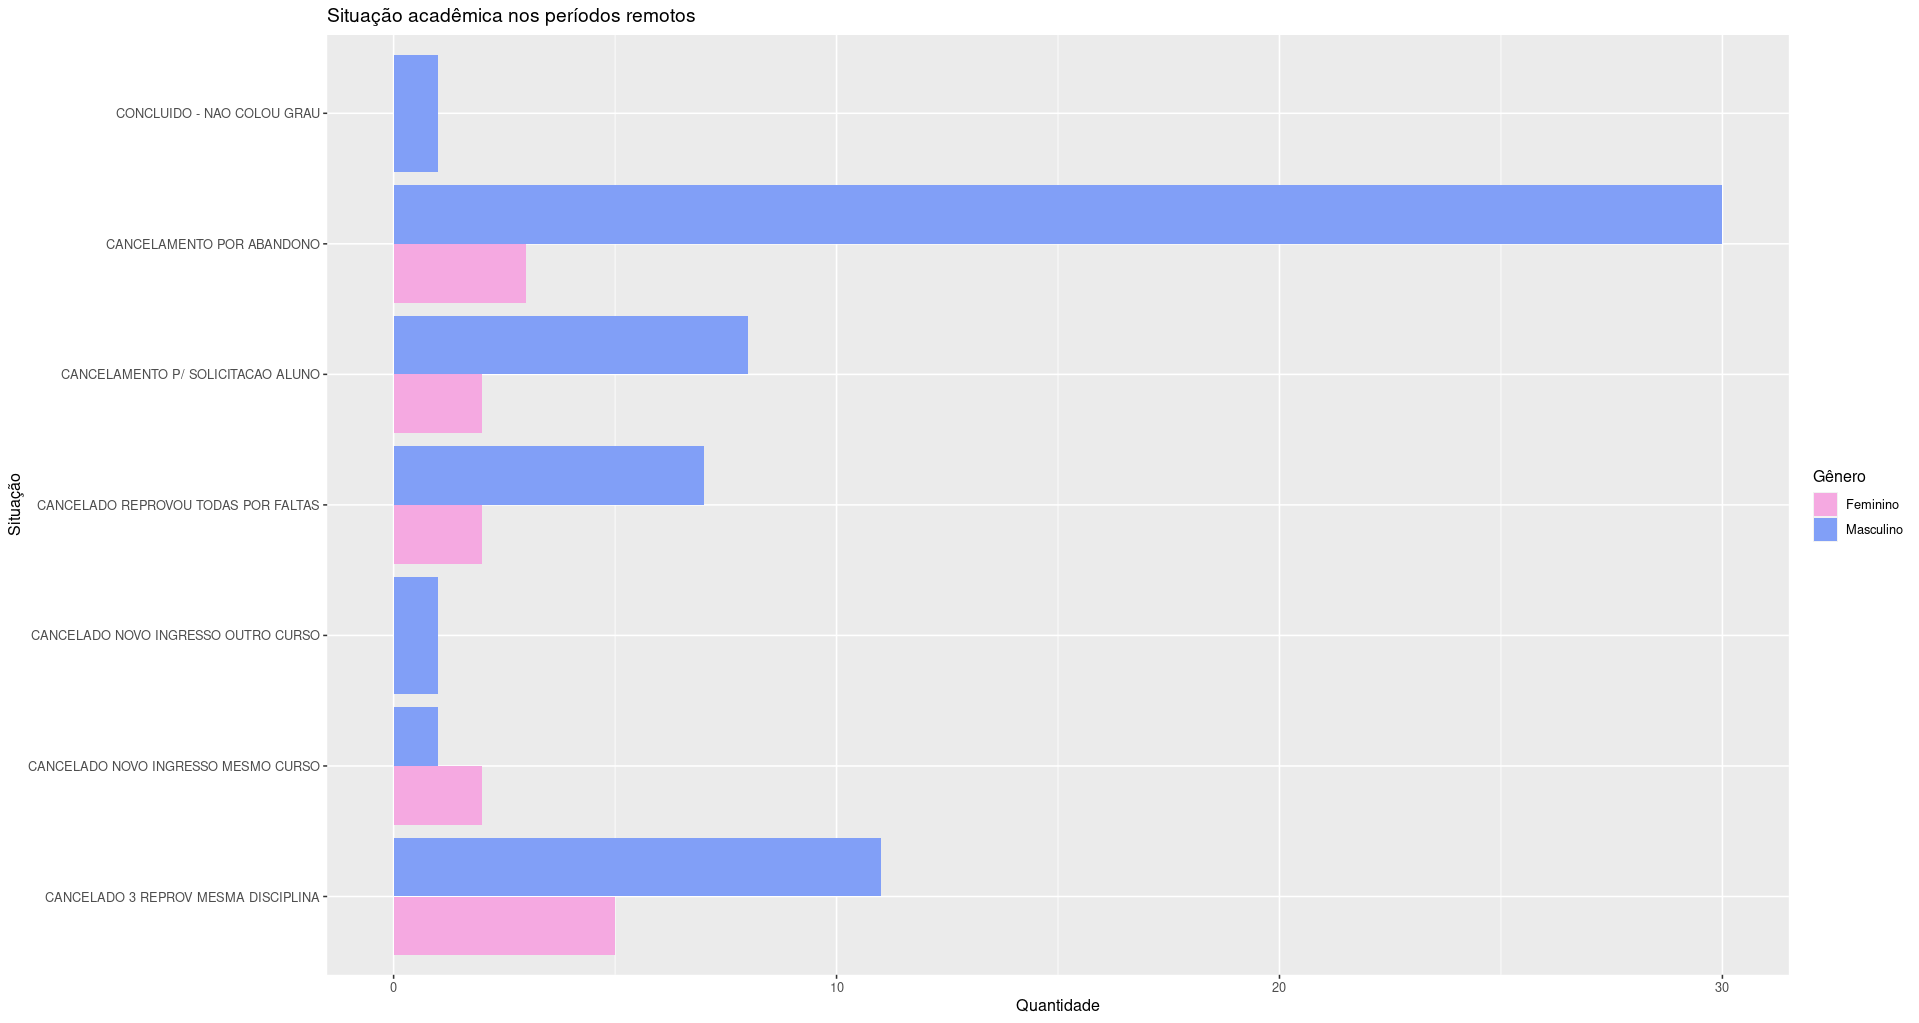 Situação acadêmica nos períodos remotos
CONCLUIDO - NAO COLOU GRAU
CANCELAMENTO POR ABANDONO
CANCELAMENTO P/ SOLICITACAO ALUNO
CANCELADO REPROVOU TODAS POR FALTAS
CANCELADO NOVO INGRESSO OUTRO CURSO
CANCELADO NOVO INGRESSO MESMO CURSO
CANCELADO 3 REPROV MESMA DISCIPLINA
Situação
0 10 20 30
Quantidade
Gênero
Feminino
Masculino